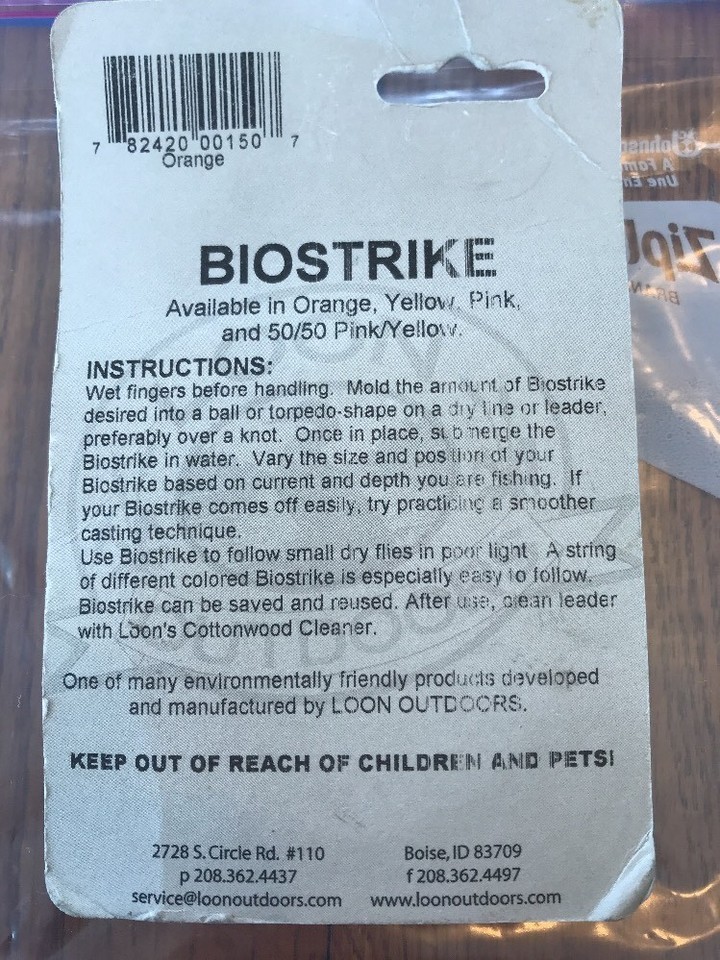 7 82420 00150 7
Orange
BIOSTRIKE
Available in Orange, Yellow, Pink,
and 50/50 Pink/Yellow.
INSTRUCTIONS:
Wet fingers before handling. Mold the amount of Biostrike
desired into a ball or torpedo-shape on a dry line or leader,
preferably over a knot. Once in place, submerge the
Biostrike in water. Vary the size and position of your
Biostrike based on current and depth you are fishing. If
your Biostrike comes off easily, try practicing a smoother
casting technique.
Use Biostrike to follow small dry flies in poor light. A string
of different colored Biostrike is especially easy to follow.
Biostrike can be saved and reused. After use, clean leader
with Loon's Cottonwood Cleaner.
One of many environmentally friendly products developed
and manufactured by LOON OUTDOORS.
KEEP OUT OF REACH OF CHILDREN AND PETS!
2728 S. Circle Rd. #110 Boise, ID 83709
p 208.362.4437 f 208.362.4497
service@loonoutdoors.com www.loonoutdoors.com